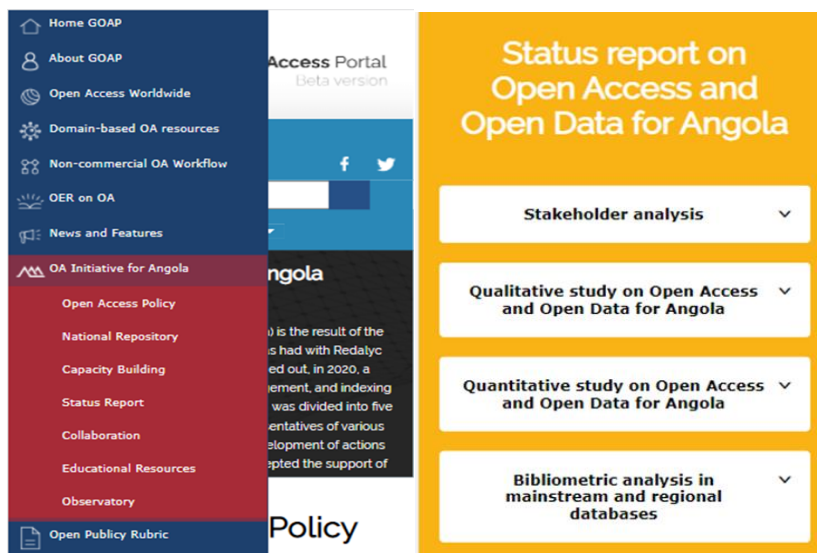 Home GOAP
About GOAP
Open Access Worldwide
Domain-based OA resources
Non-commercial OA Workflow
OER on OA
News and Features
OA Initiative for Angola
Open Access Policy
National Repository
Capacity Building
Status Report
Collaboration
Educational Resources
Observatory
Open Publicy Rubric
Access Portal
Beta version
ngola
) is the result of the
s had with Redalyc
ed out, in 2020, a
ement, and indexing
was divided into five
entatives of various
elopment of actions
epted the support of
Policy
Status report on
Open Access and
Open Data for Angola
Stakeholder analysis
Qualitative study on Open Access
and Open Data for Angola
Quantitative study on Open Access
and Open Data for Angola
Bibliometric analysis in
mainstream and regional
databases